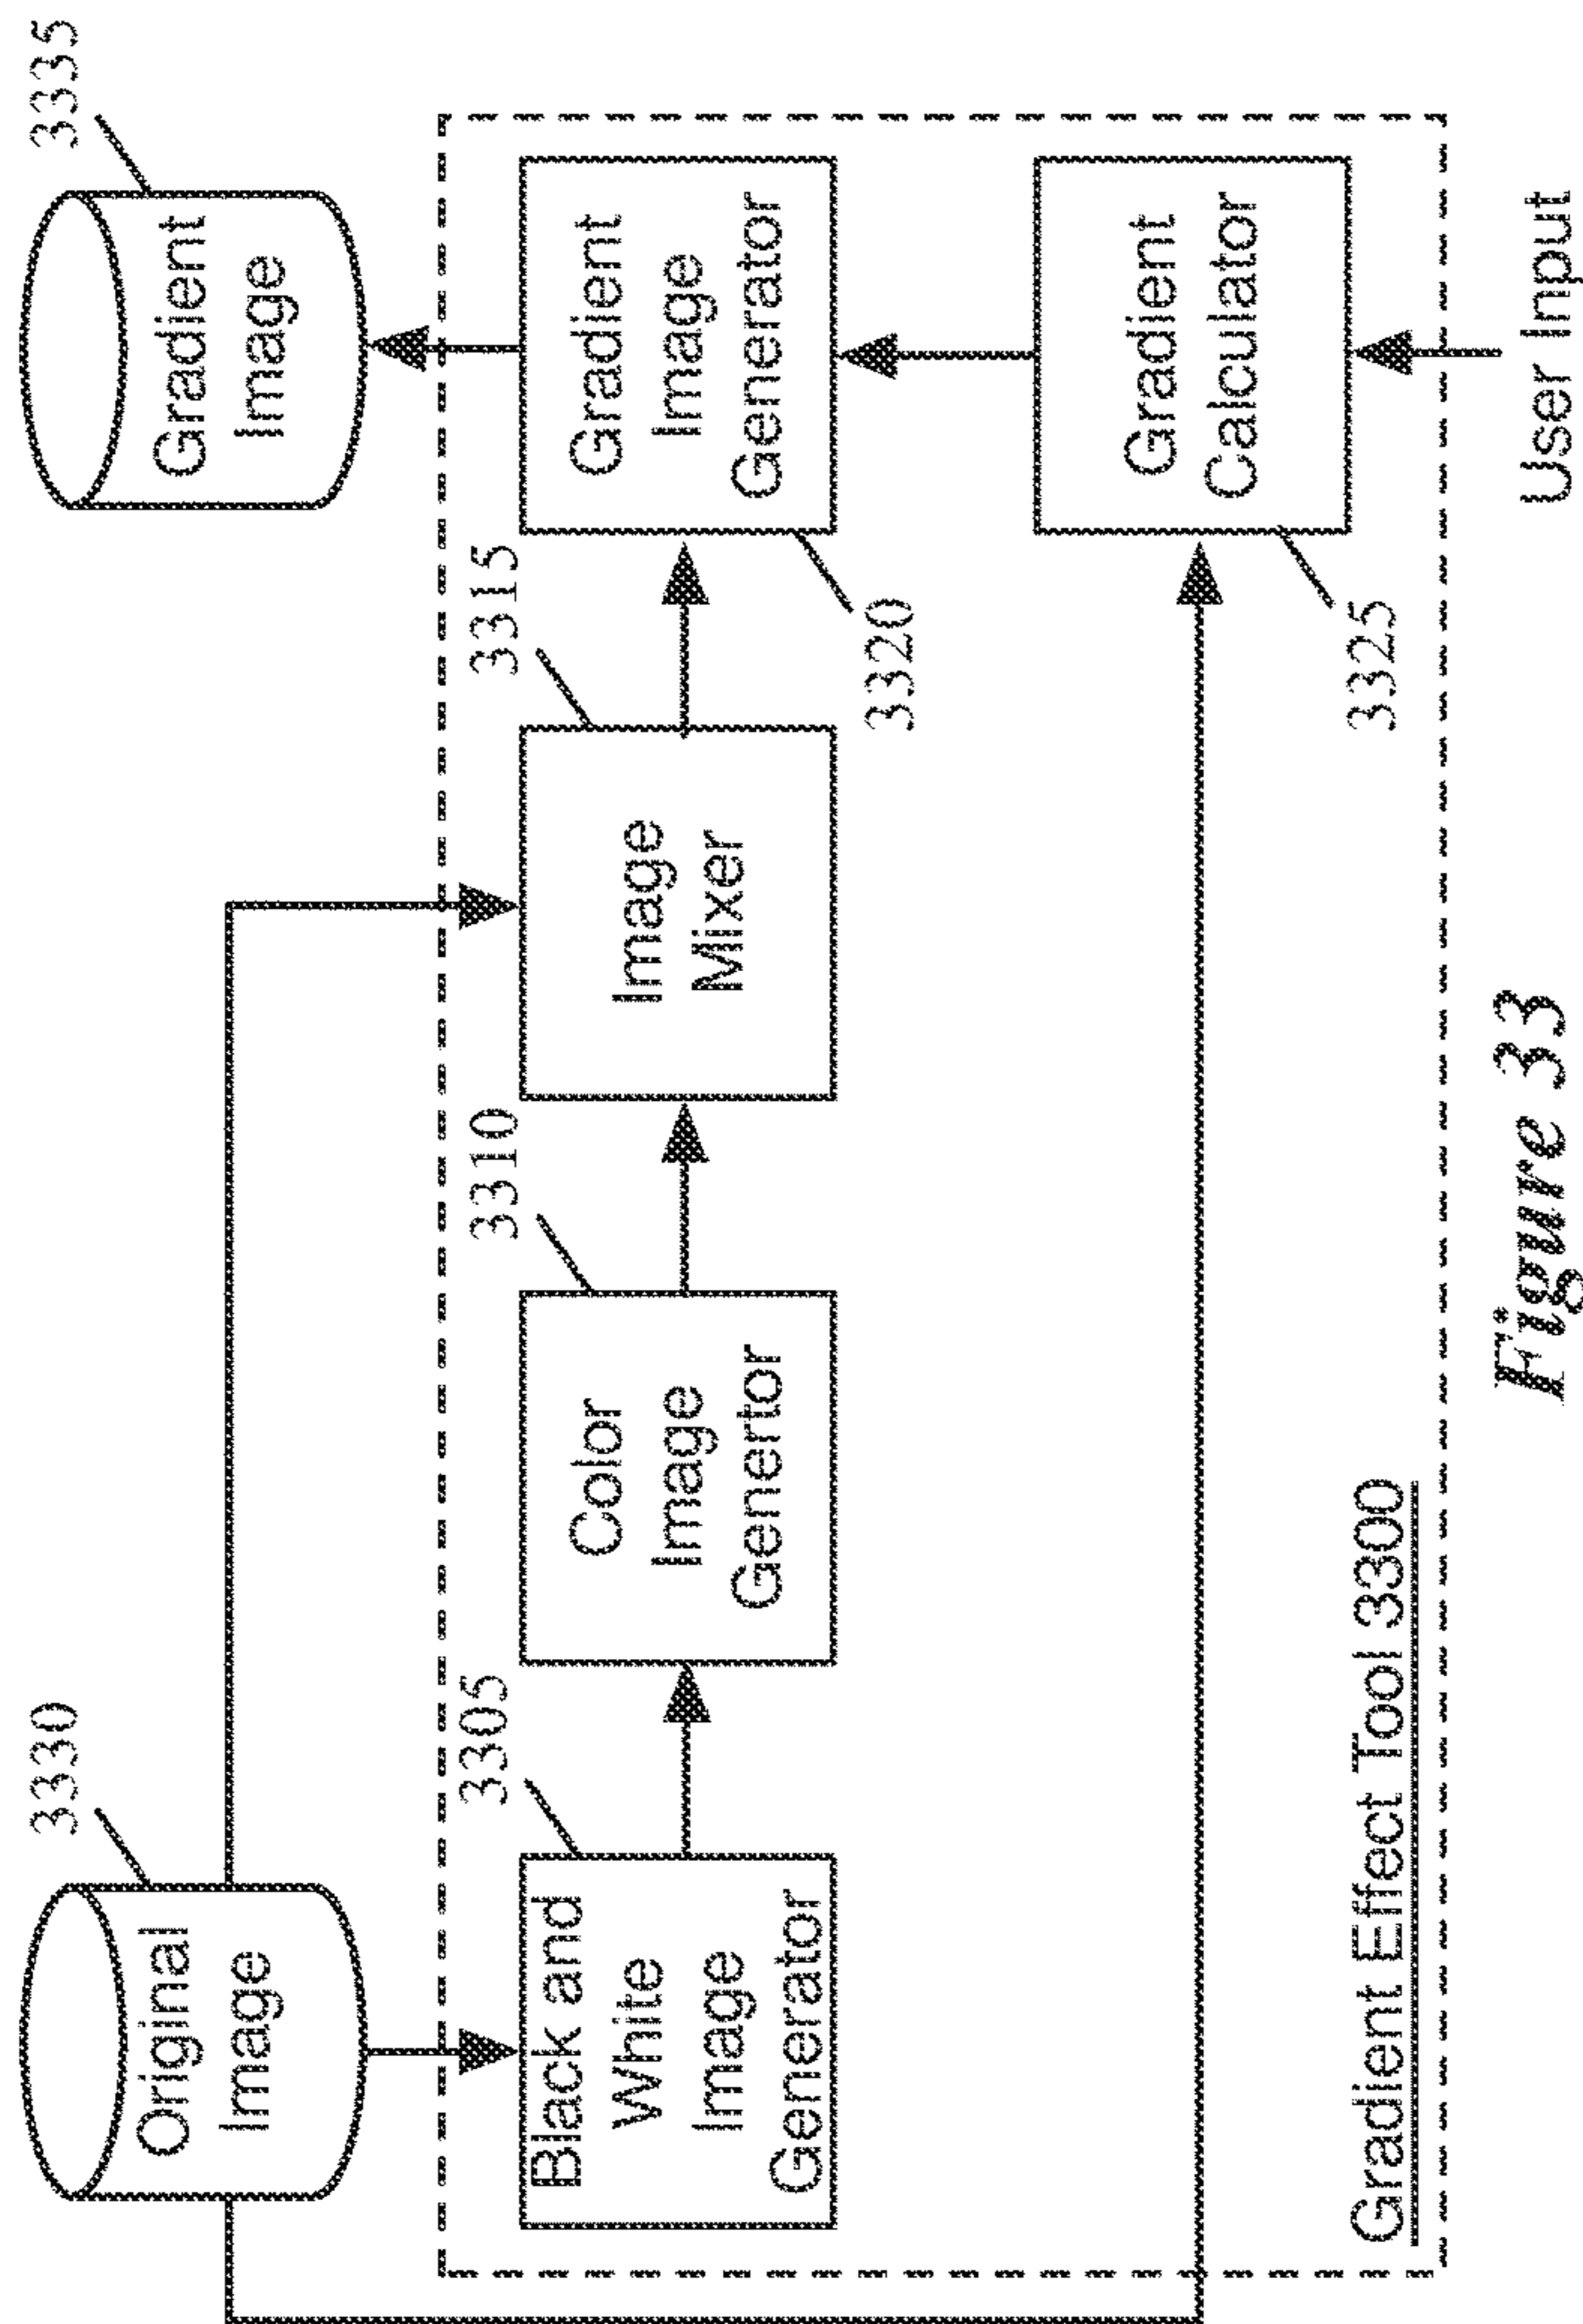 3330
Original
Image
3335
Gradient
Image
3305
Black and
White
Image
Generator
3310
Color
Image
Genertor
3315
Image
Mixer
Gradient
Image
Generator
3320
Gradient
Calculator
3325
Gradient Effect Tool 3300
User Input
Figure 33